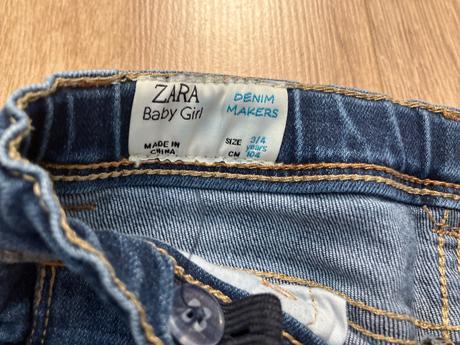 ZARA
Baby Girl
DENIM
MAKERS
MADE IN
CHINA
SIZE 3/4
years
CM 104